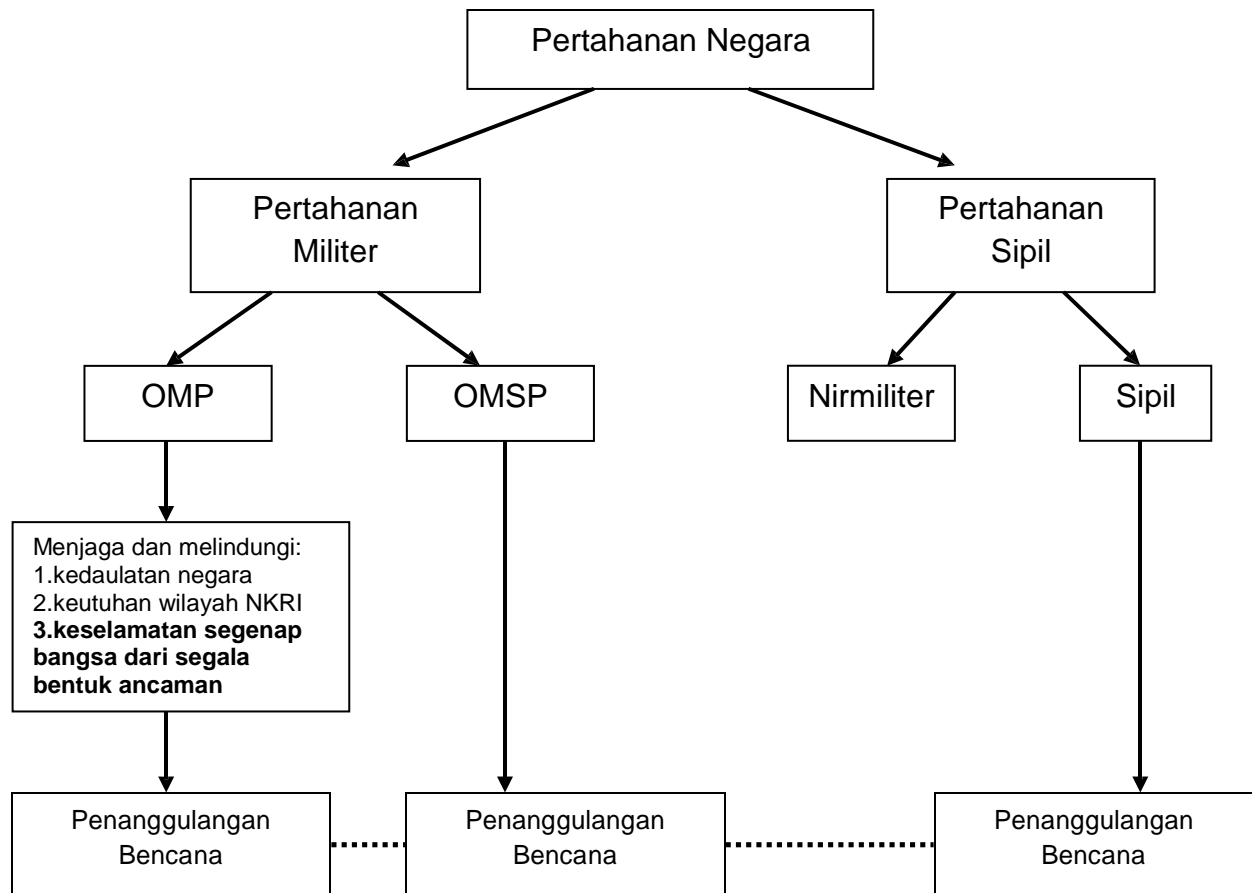 Pertahanan Negara
Pertahanan
Militer
Pertahanan
Sipil
OMP
OMSP
Nirmiliter
Sipil
Menjaga dan melindungi:
1.kedaulatan negara
2.keutuhan wilayah NKRI
3.keselamatan segenap
bangsa dari segala
bentuk ancaman
Penanggulangan
Bencana
Penanggulangan
Bencana
Penanggulangan
Bencana